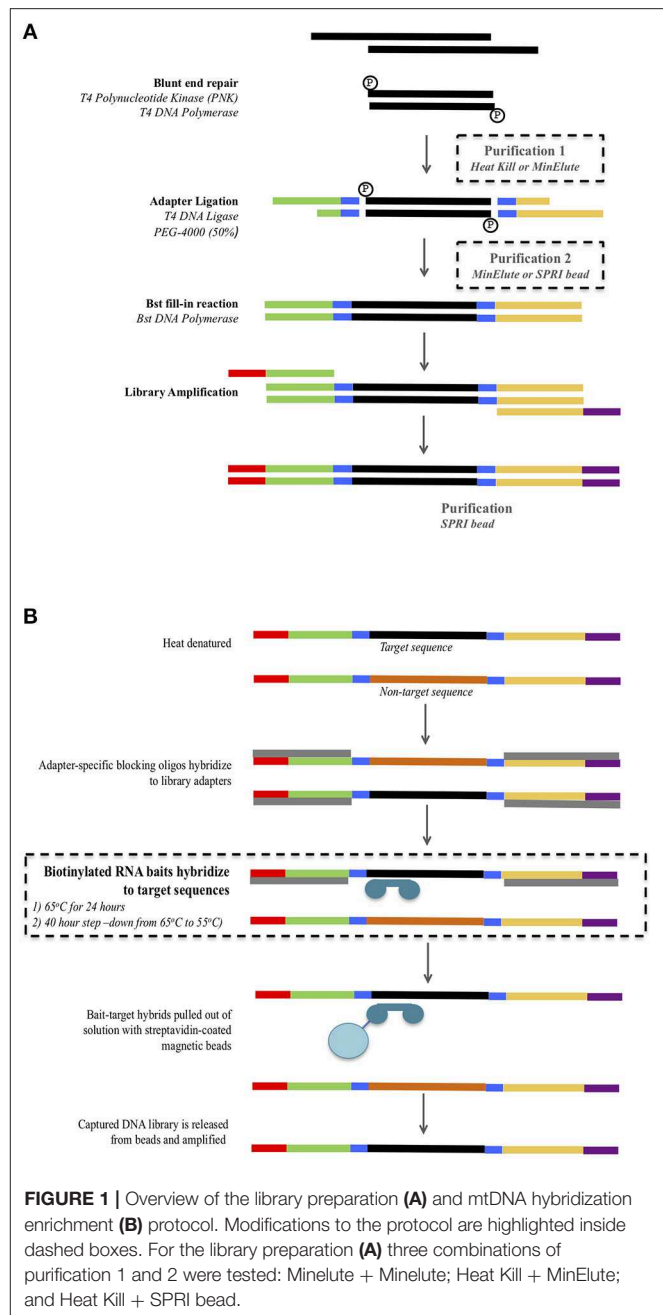 A
Blunt end repair
T4 Polynucleotide Kinase (PNK)
T4 DNA Polymerase
P
P
Purification 1
Heat Kill or MinElute
Adapter Ligation
T4 DNA Ligase
PEG-4000 (50%)
P
P
Purification 2
MinElute or SPRI bead
Bst fill-in reaction
Bst DNA Polymerase
Library Amplification
Purification
SPRI bead
B
Heat denatured
Target sequence
Non-target sequence
Adapter-specific blocking oligos hybridize
to library adapters
Biotinylated RNA baits hybridize
to target sequences
1) 65°C for 24 hours
2) 40 hour step –down from 65°C to 55°C)
Bait-target hybrids pulled out of
solution with streptavidin-coated
magnetic beads
Captured DNA library is released
from beads and amplified
FIGURE 1 | Overview of the library preparation (A) and mtDNA hybridization
enrichment (B) protocol. Modifications to the protocol are highlighted inside
dashed boxes. For the library preparation (A) three combinations of
purification 1 and 2 were tested: Minelute + Minelute; Heat Kill + MinElute;
and Heat Kill + SPRI bead.